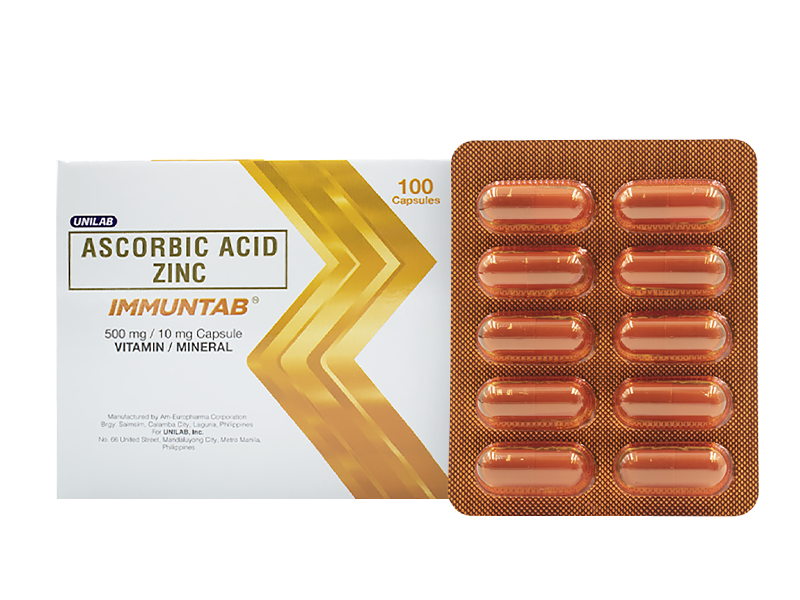 100
Capsules
UNILAB
ASCORBIC ACID
ZINC
IMMUNTAB®
500 mg / 10 mg Capsule
VITAMIN / MINERAL
Manufactured by Am-Europharma Corporation
Brgy. Saimsim, Calamba City, Laguna, Philippines
For UNILAB, Inc.
No. 66 United Street, Mandaluyong City, Metro Manila,
Philippines